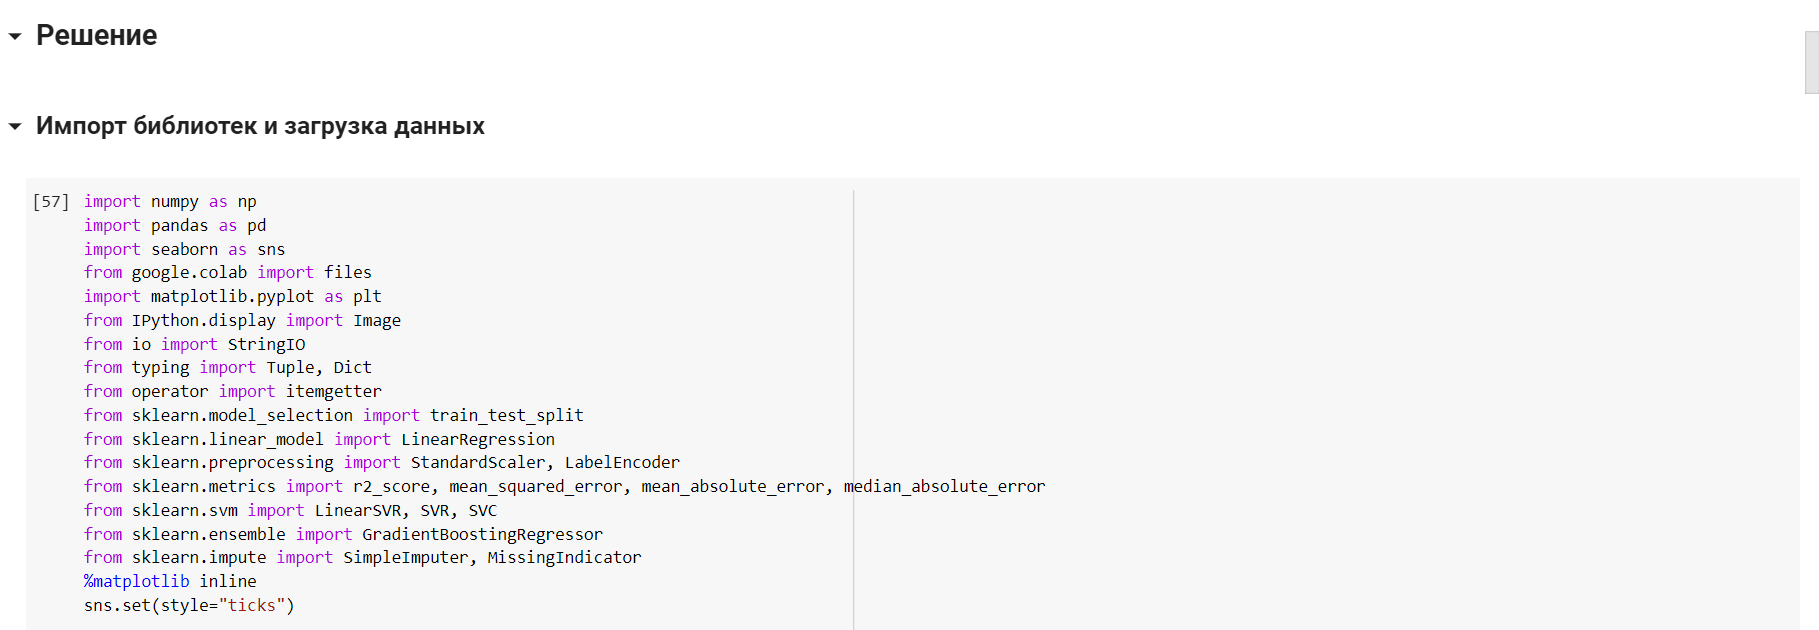 Решение
Импорт библиотек и загрузка данных
[57] import numpy as np
import pandas as pd
import seaborn as sns
from google.colab import files
import matplotlib.pyplot as plt
from IPython.display import Image
from io import StringIO
from typing import Tuple, Dict
from operator import itemgetter
from sklearn.model_selection import train_test_split
from sklearn.linear_model import LinearRegression
from sklearn.preprocessing import StandardScaler, LabelEncoder
from sklearn.metrics import r2_score, mean_squared_error, mean_absolute_error, median_absolute_error
from sklearn.svm import LinearSVR, SVR, SVC
from sklearn.ensemble import GradientBoostingRegressor
from sklearn.impute import SimpleImputer, MissingIndicator
%matplotlib inline
sns.set(style="ticks")